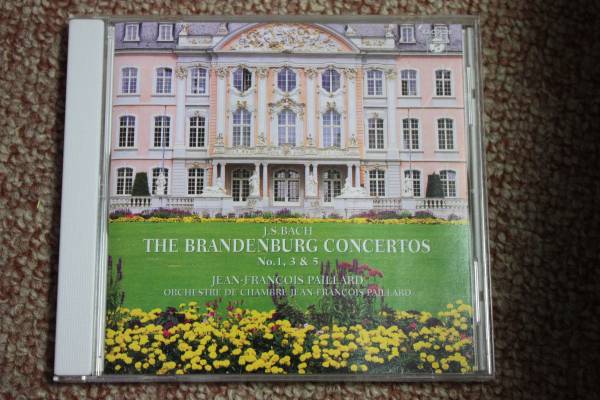 J.S.BACH
THE BRANDENBURG CONCERTOS
No.1, 3 & 5
JEAN-FRANÇOIS PAILLARD
ORCHESTRE DE CHAMBRE JEAN-FRANÇOIS PAILLARD